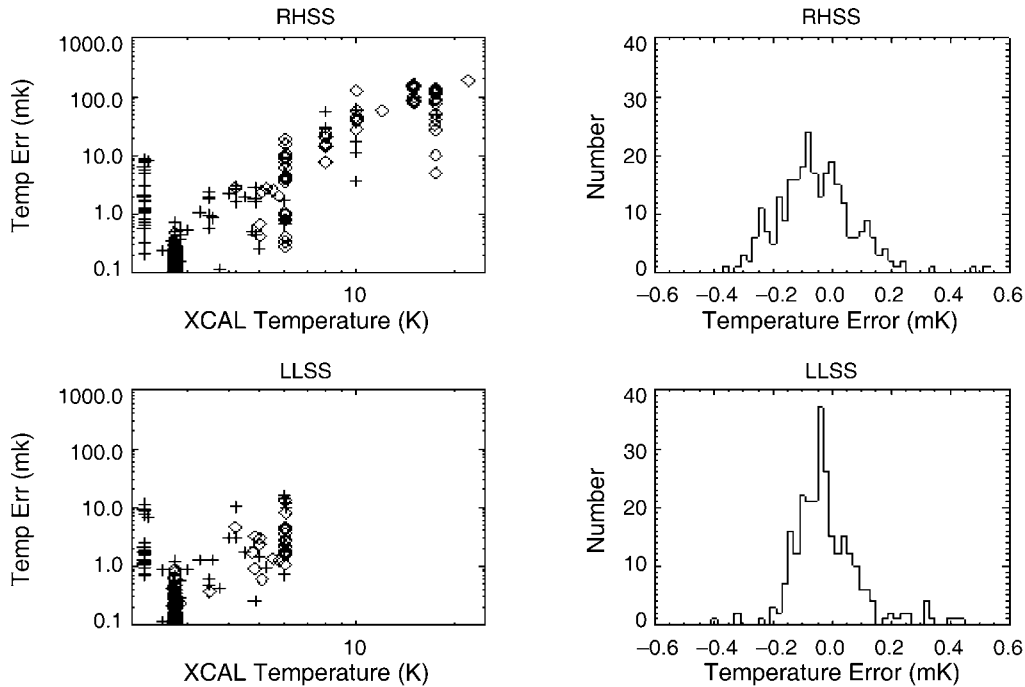 RHSS
1000.0
100.0
10.0
1.0
0.1
Temp Err (mk)
10
XCAL Temperature (K)
RHSS
40
30
20
10
0
Number
−0.6 −0.4 −0.2 0.0 0.2 0.4 0.6
Temperature Error (mK)
LLSS
1000.0
100.0
10.0
1.0
0.1
Temp Err (mk)
10
XCAL Temperature (K)
LLSS
40
30
20
10
0
Number
−0.6 −0.4 −0.2 0.0 0.2 0.4 0.6
Temperature Error (mK)